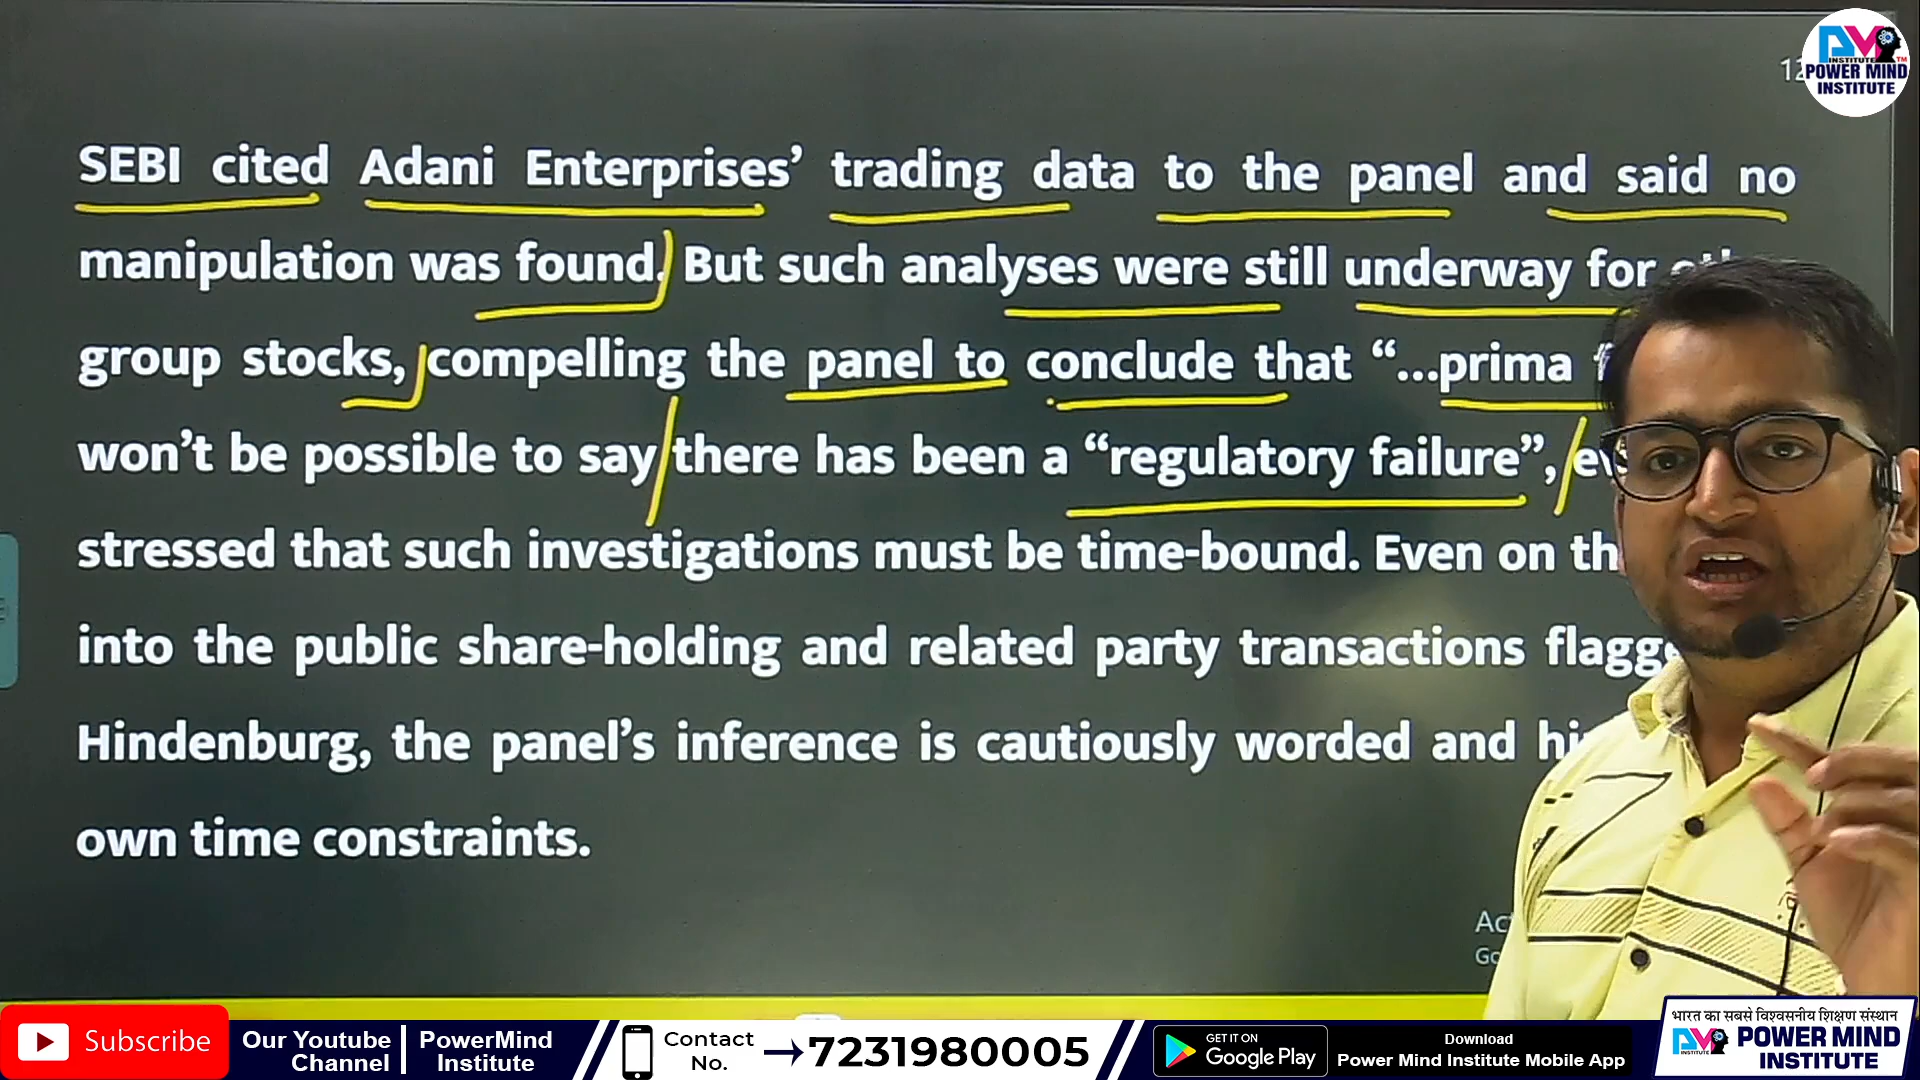 12
POWER MIND
INSTITUTE
SEBI cited Adani Enterprises’ trading data to the panel and said no
manipulation was found. But such analyses were still underway for
group stocks, compelling the panel to conclude that “...prima
won’t be possible to say there has been a “regulatory failure”,
stressed that such investigations must be time-bound. Even on
into the public share-holding and related party transactions
Hindenburg, the panel’s inference is cautiously worded and
own time constraints.
Subscribe
Our Youtube Channel | PowerMind Institute
Contact No. → 7231980005
GET IT ON Google Play
Download
Power Mind Institute Mobile App
भारत का सबसे विश्वसनीय शिक्षण संस्थान
POWER MIND
INSTITUTE